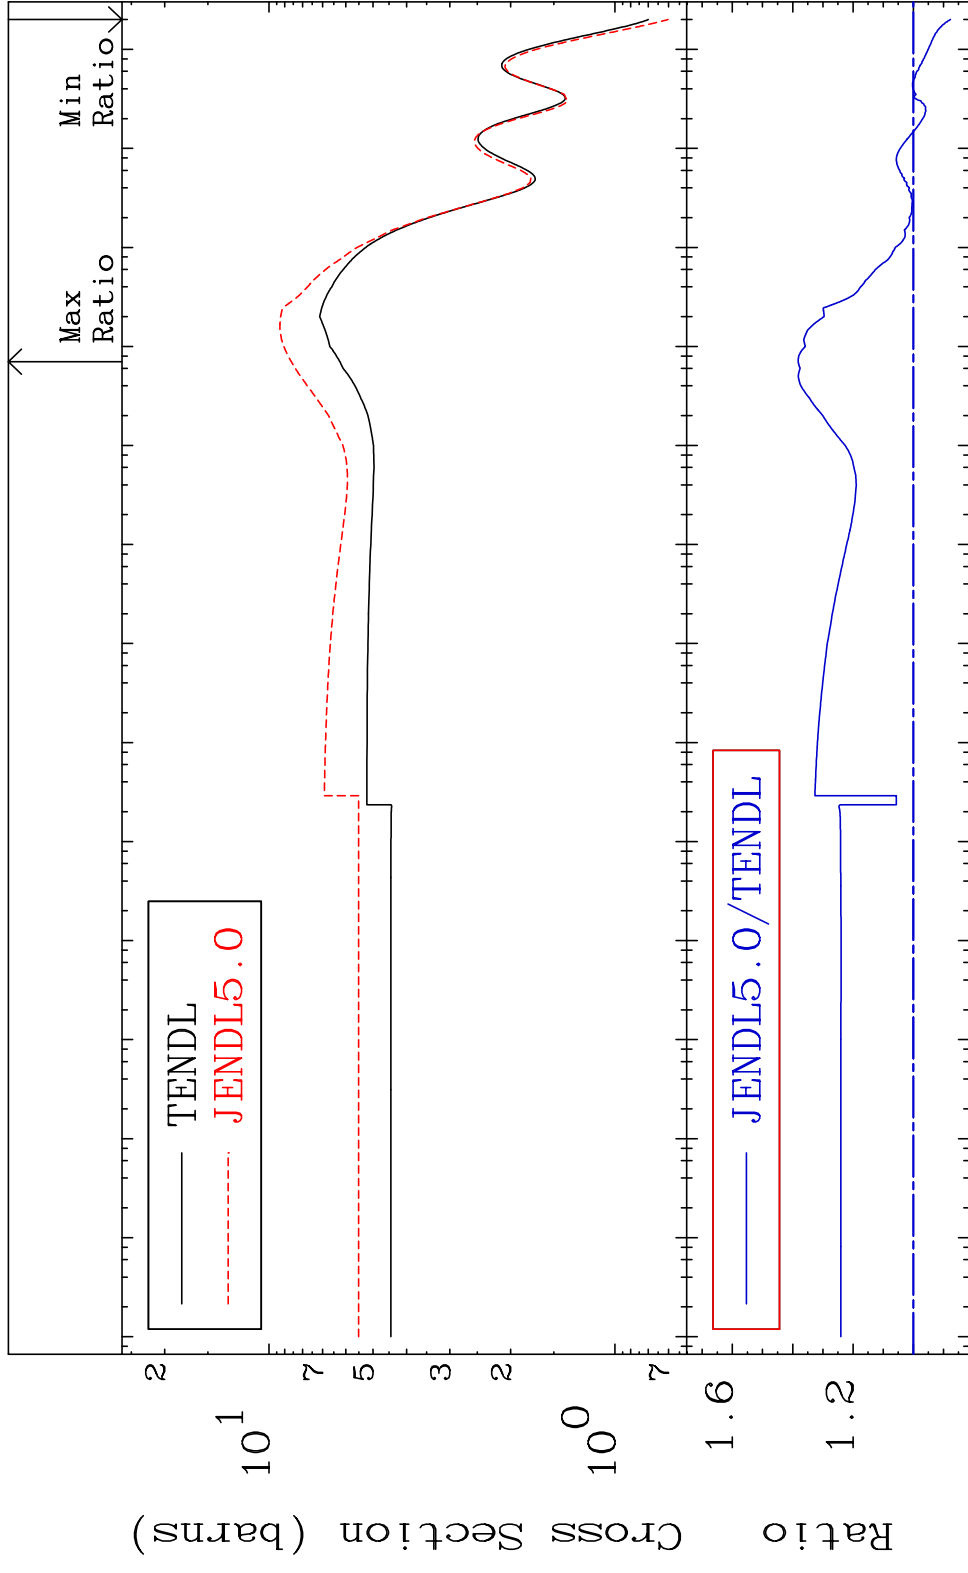 Max
Ratio
Min
Ratio
Cross Section (barns)
2
10 1
7
5
3
2
10 0
7
TENDL
JENDL5.0
Ratio
1.6
1.2
JENDL5.0/TENDL